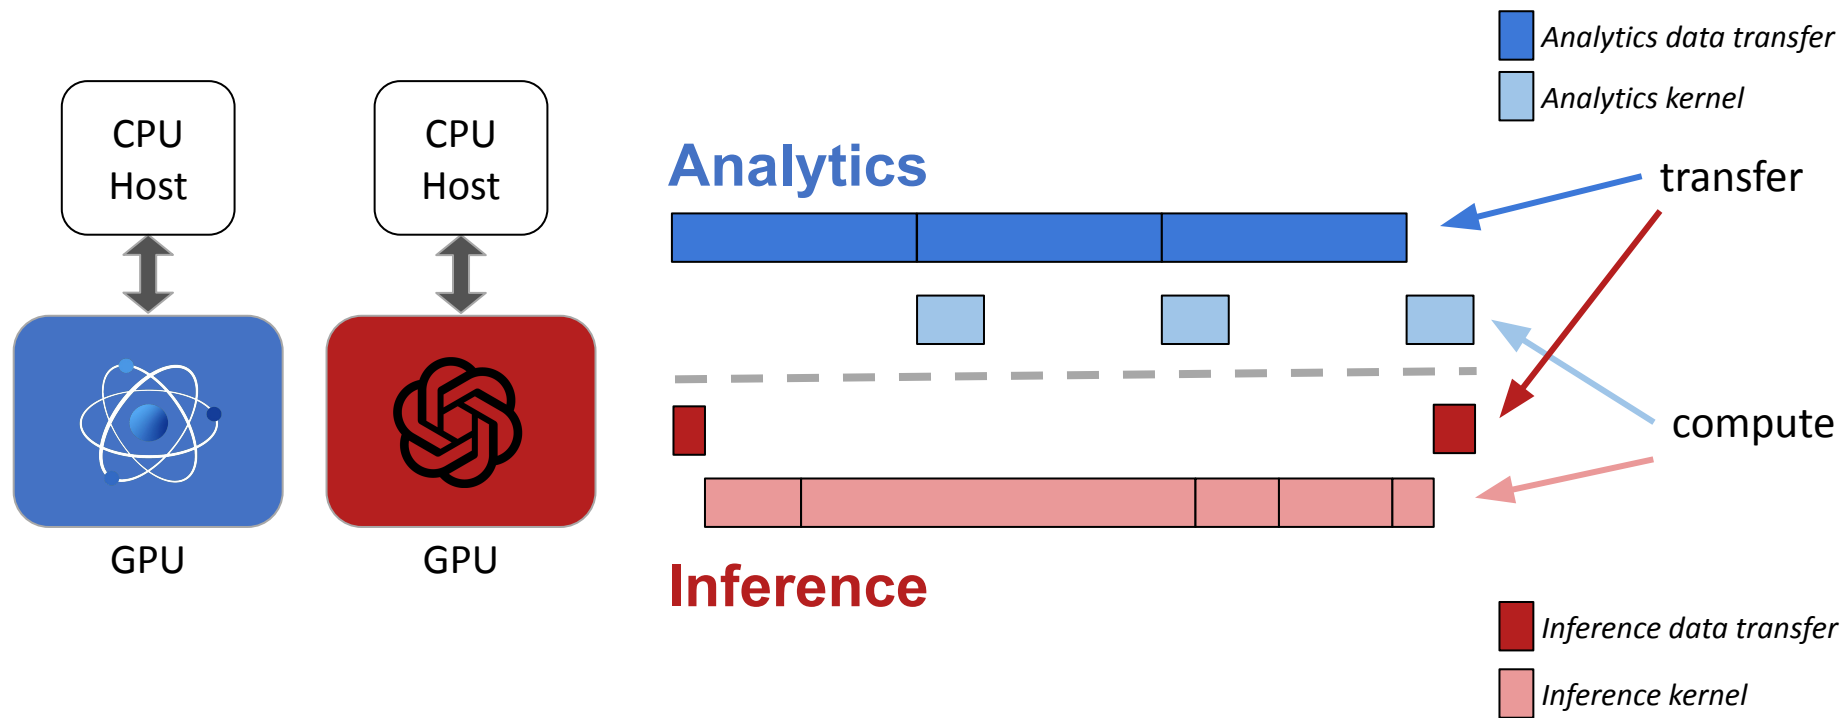 CPU
Host
GPU
CPU
Host
GPU
Analytics
Inference
Analytics data transfer
Analytics kernel
transfer
compute
Inference data transfer
Inference kernel